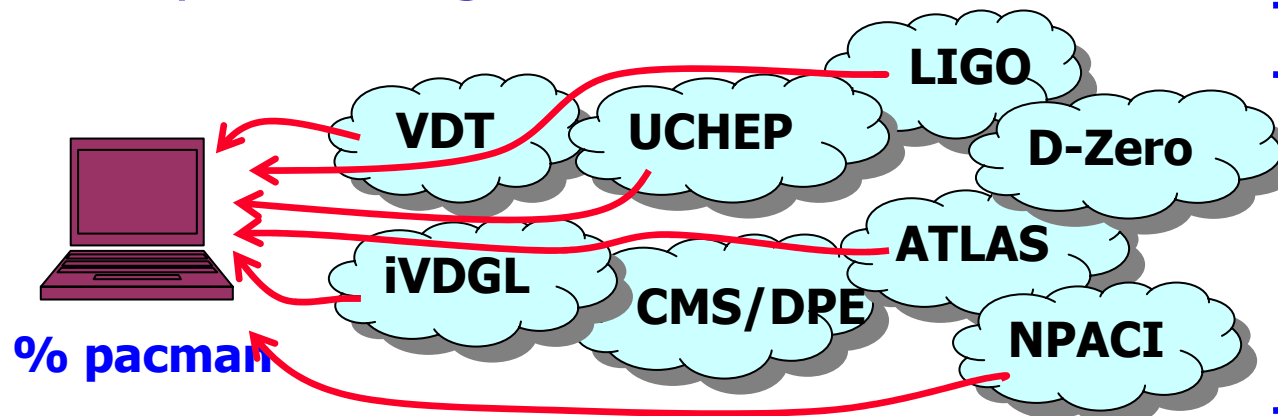 LIGO
VDT
UCHEP
D-Zero
ATLAS
iVDGL
CMS/DPE
NPACI
% pacman